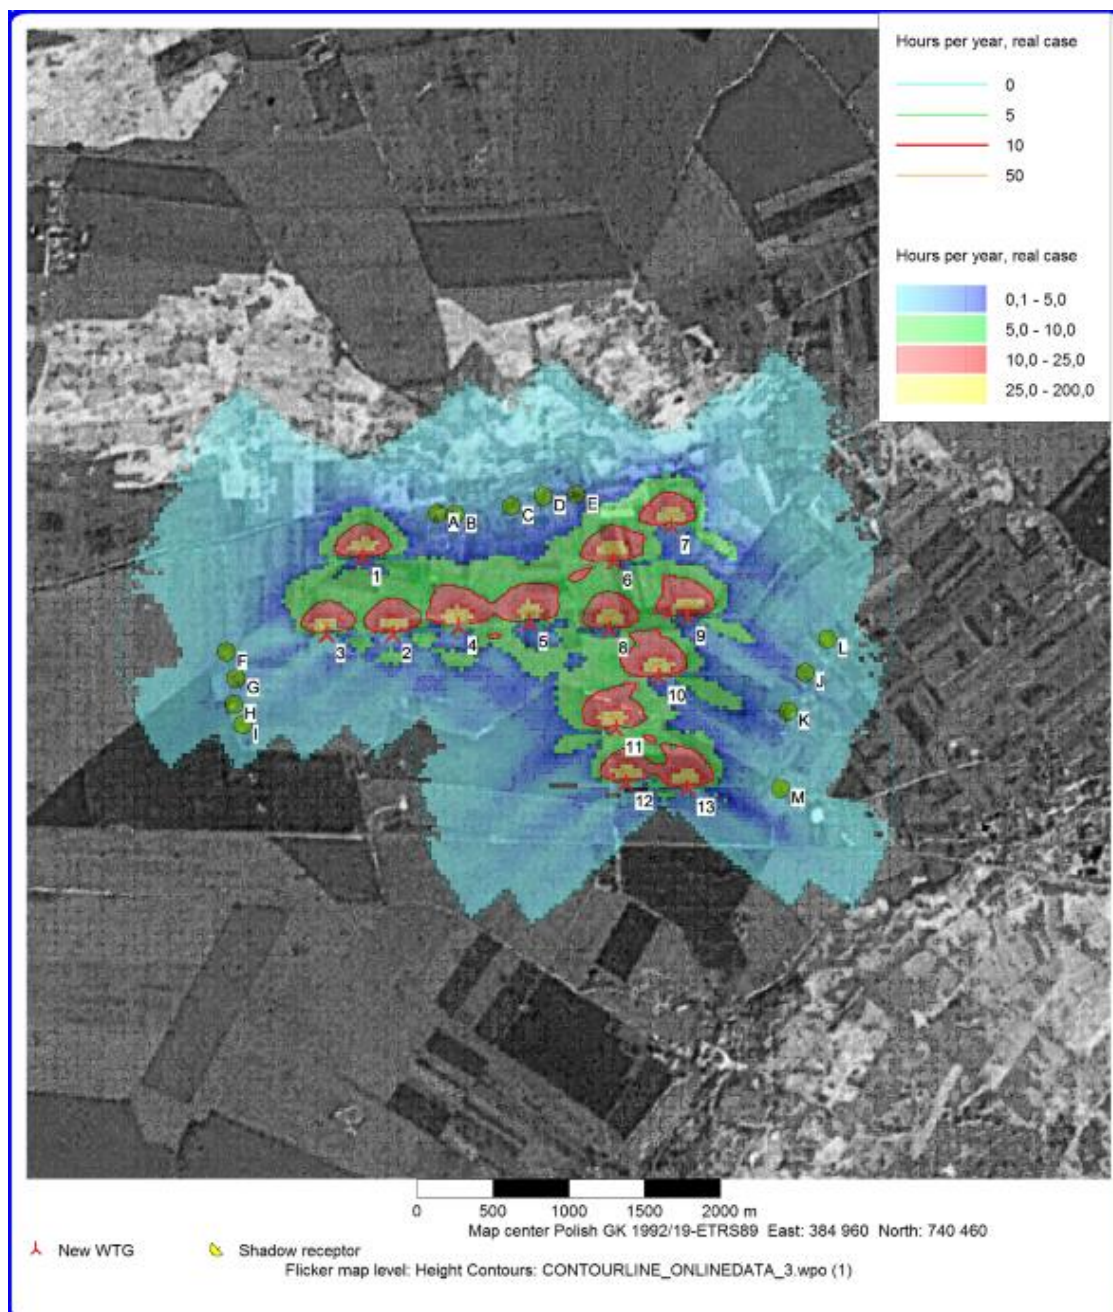 Hours per year, real case
0
5
10
50
Hours per year, real case
0,1 - 5,0
5,0 - 10,0
10,0 - 25,0
25,0 - 200,0
A
B
C
D
E
7
1
6
3
2
4
5
8
9
L
F
10
J
G
H
K
I
11
12
13
M
0 500 1000 1500 2000 m
Map center Polish GK 1992/19-ETRS89 East: 384 960 North: 740 460
New WTG Shadow receptor
Flicker map level: Height Contours: CONTOURLINE_ONLINEDATA_3.wpo (1)